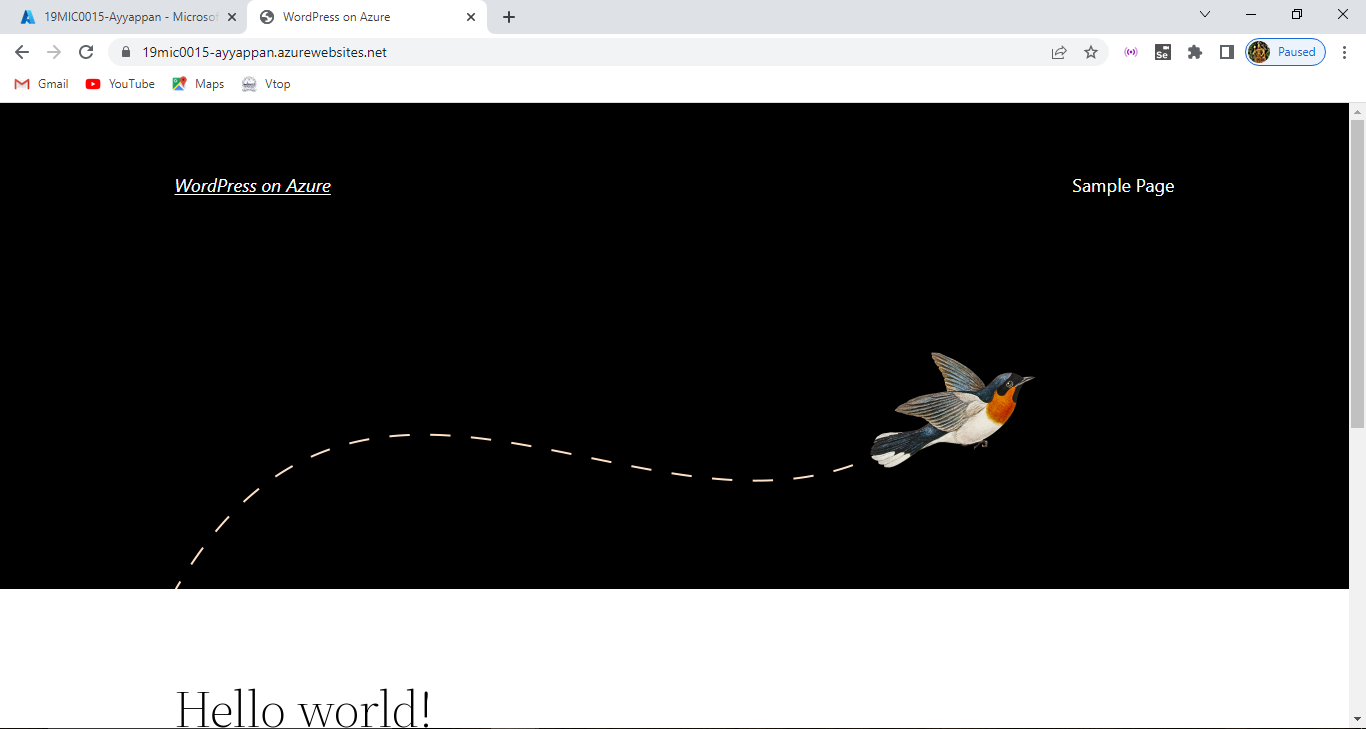 19MIC0015-Ayyappan - Microsof
WordPress on Azure
19mic0015-ayyappan.azurewebsites.net
Se
Paused
Gmail
YouTube
Maps
Vtop
WordPress on Azure
Sample Page
Hello world!